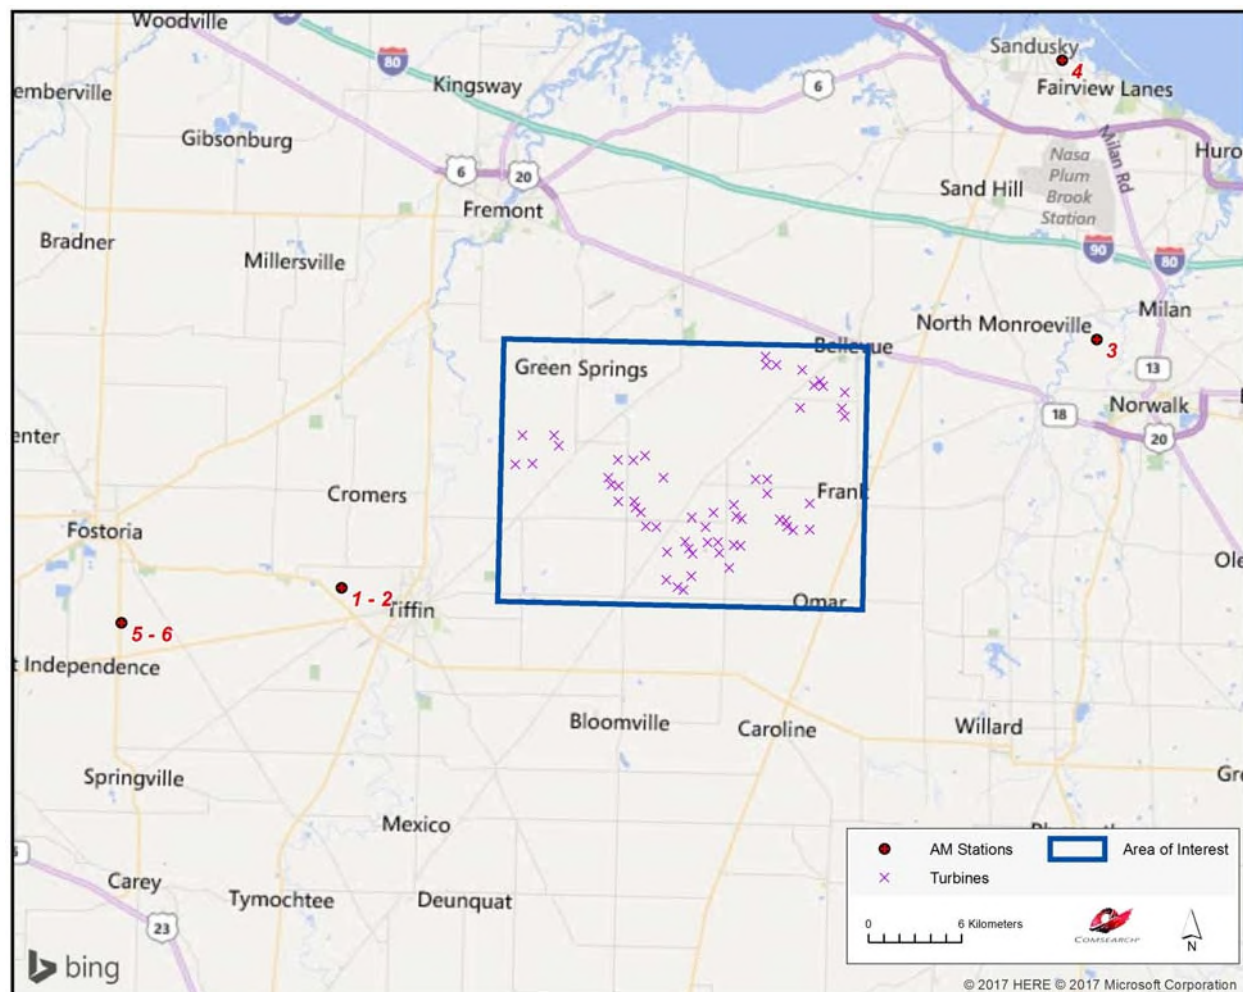 Woodville
80
Sandusky
4
Kingsway
6
Fairview Lanes
emberville
Gibsonburg
Milan Rd
Huro
Nasa
Plum
Brook
Station
6
20
Sand Hill
Fremont
Bradner
Millersville
90
80
Milan
North Monroeville
3
Bellevue
Green Springs
13
Norwalk
18
20
enter
Cromers
Frank
Fostoria
Ole
1 - 2
Tiffin
Omar
5 - 6
t Independence
Bloomville
Caroline
Willard
Springville
Gre
Mexico
Carey
Tymochtee
Deunquat
23
AM Stations
Area of Interest
Turbines
0
6 Kilometers
COMSEARCH
N
bing
© 2017 HERE © 2017 Microsoft Corporation